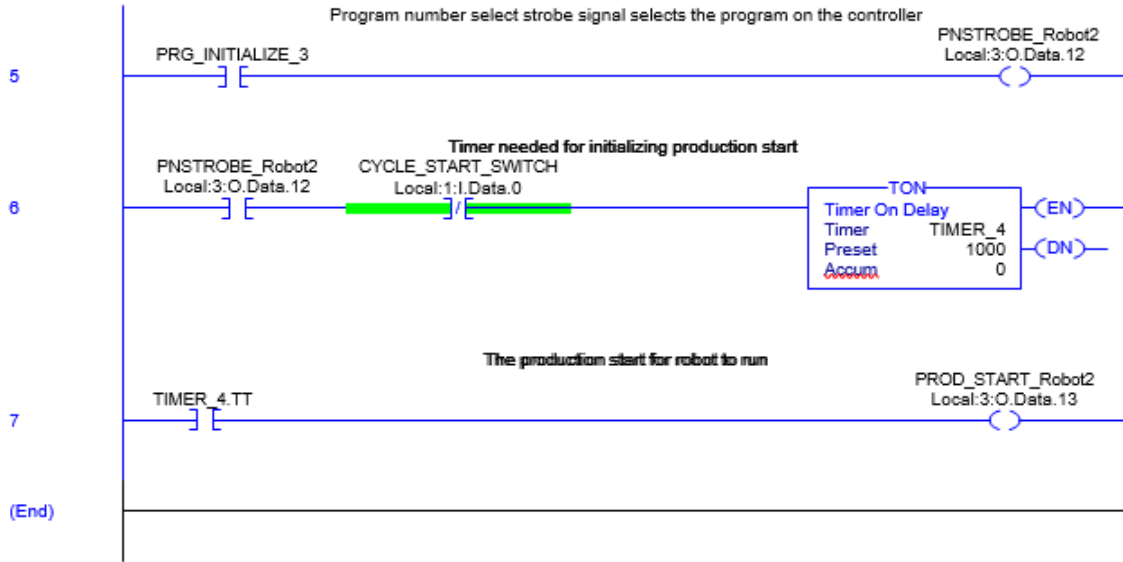 Program number select strobe signal selects the program on the controller
PRG_INITIALIZE_3
PNSTROBE_Robot2
Local:3:O.Data.12
5
Timer needed for initializing production start
PNSTROBE_Robot2
Local:3:O.Data.12
CYCLE_START_SWITCH
Local:1:I.Data.0
6
TON
Timer On Delay
Timer TIMER_4
Preset 1000
Accum 0
EN
DN
The production start for robot to run
TIMER_4.TT
PROD_START_Robot2
Local:3:O.Data.13
7
(End)